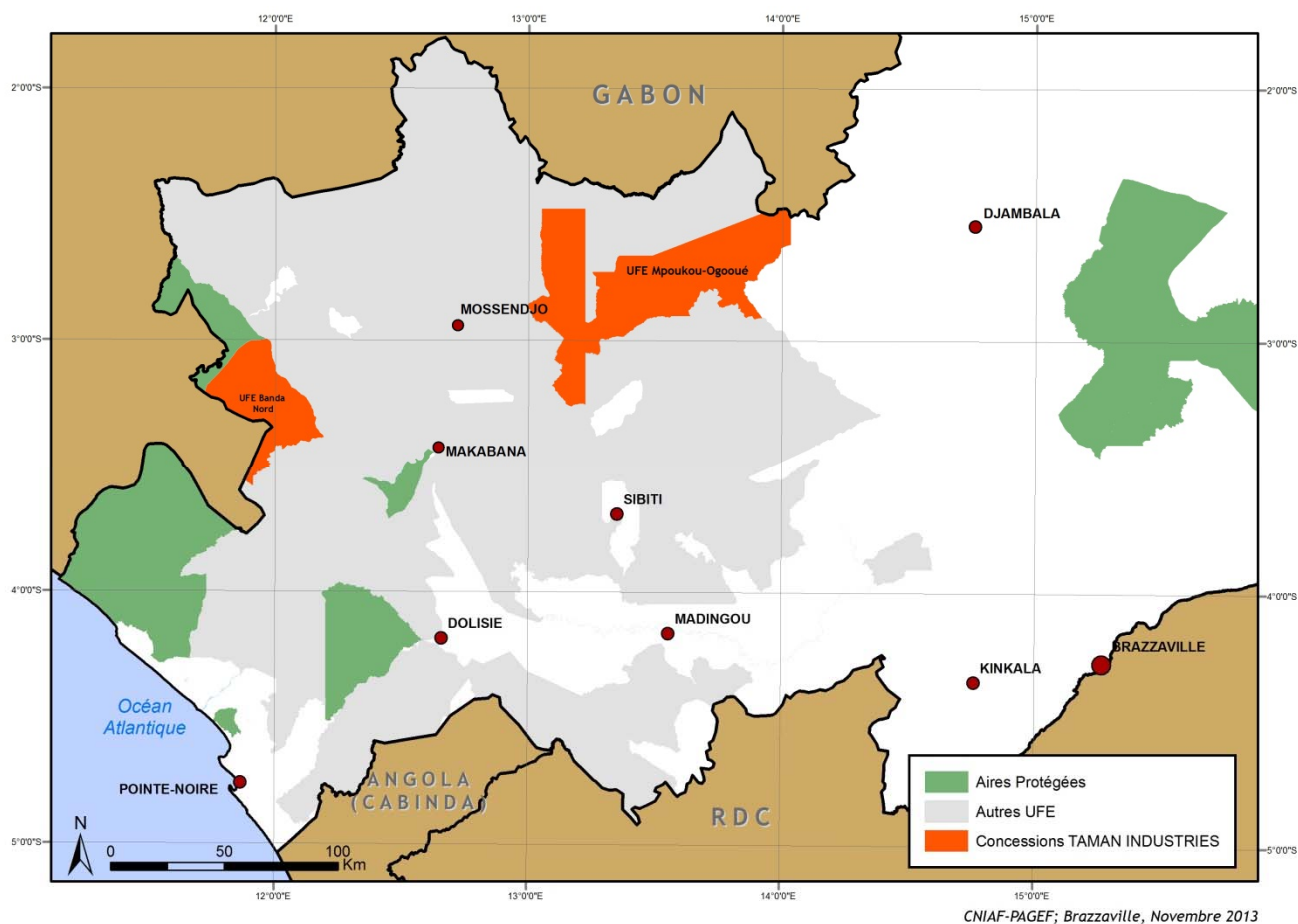 12°0'0"E
13°0'0"E
14°0'0"E
15°0'0"E
2°0'0"S
2°0'0"S
GABON
DJAMBALA
UFE Mpoukou-Ogooué
MOSSENDJO
3°0'0"S
3°0'0"S
UFE Banda
Nord
MAKABANA
SIBITI
4°0'0"S
4°0'0"S
DOLISIE
MADINGOU
BRAZZAVILLE
KINKALA
Océan
Atlantique
POINTE-NOIRE
ANGOLA
(CABINDA)
RDC
Aires Protégées
Autres UFE
Concessions TAMAN INDUSTRIES
N
0
50
100
Km
5°0'0"S
5°0'0"S
12°0'0"E
13°0'0"E
14°0'0"E
15°0'0"E
CNIAF-PAGEF; Brazzaville, Novembre 2013